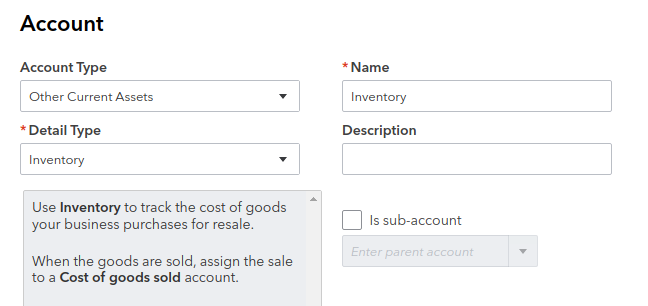 Account
Account Type
Other Current Assets
* Name
Inventory
* Detail Type
Inventory
Description
Use Inventory to track the cost of goods
your business purchases for resale.
When the goods are sold, assign the sale
to a Cost of goods sold account.
Is sub-account
Enter parent account